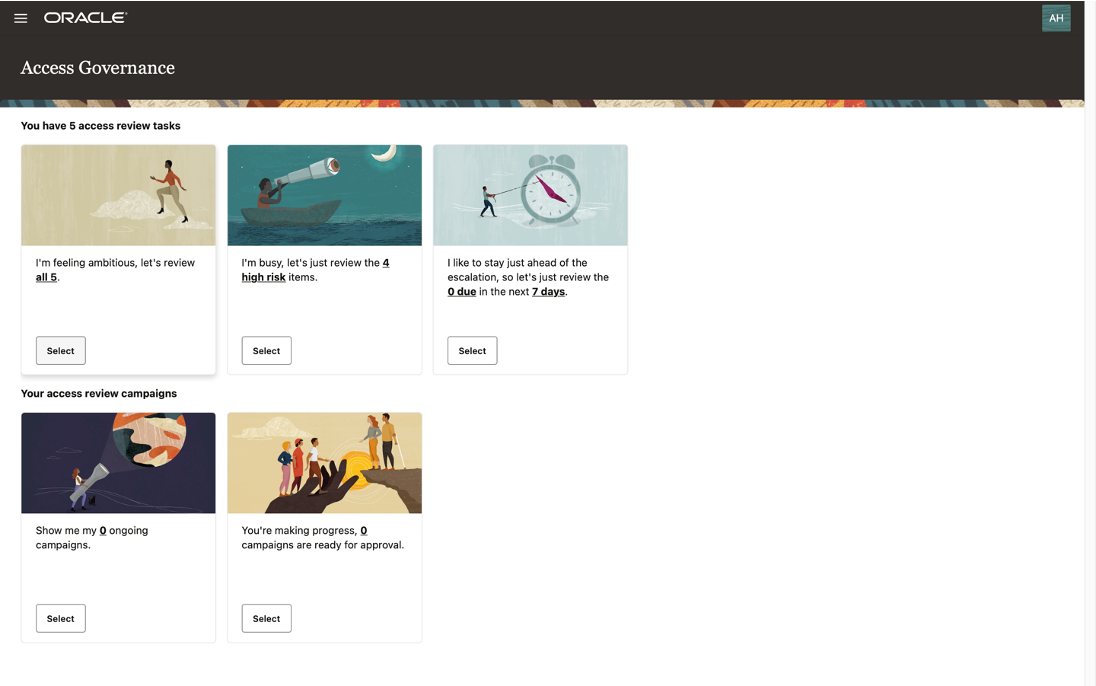 ORACLE
AH
Access Governance
You have 5 access review tasks
I'm feeling ambitious, let's review
all 5.
Select
I'm busy, let's just review the 4
high risk items.
Select
I like to stay just ahead of the
escalation, so let's just review the
0 due in the next 7 days.
Select
Your access review campaigns
Show me my 0 ongoing
campaigns.
Select
You're making progress, 0
campaigns are ready for approval.
Select